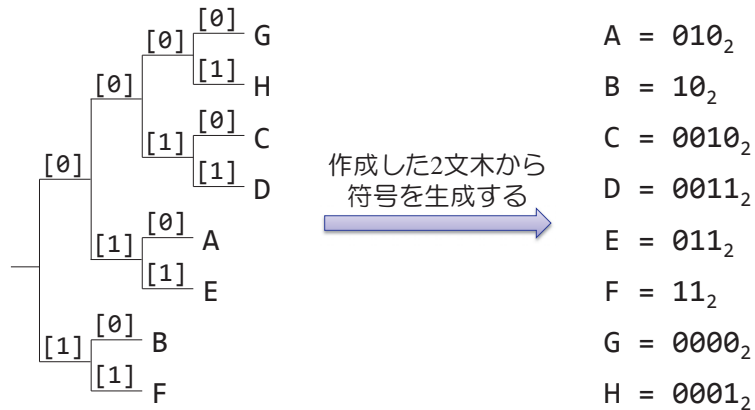 [0] G
[0]
[1] H
[0]
[0] C
[1]
[1] D
[0]
[0] A
[1]
[1] E
[0] B
[1]
[1] F
作成した2文木から
符号を生成する
A = 010₂
B = 10₂
C = 0010₂
D = 0011₂
E = 011₂
F = 11₂
G = 0000₂
H = 0001₂